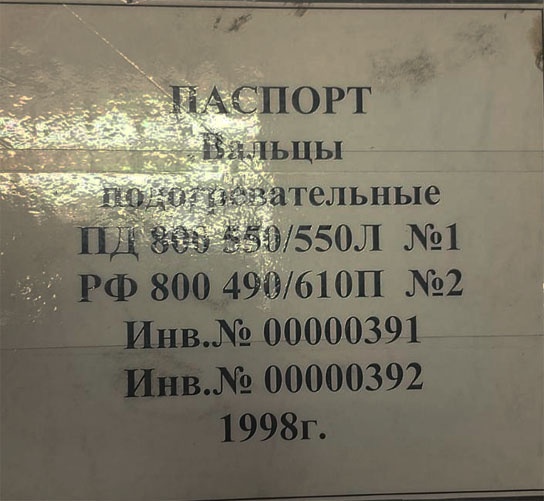 ПАСПОРТ
Вальцы
подогревательные
ПД 800 550/550Л №1
РФ 800 490/610П №2
Инв.№ 00000391
Инв.№ 00000392
1998г.